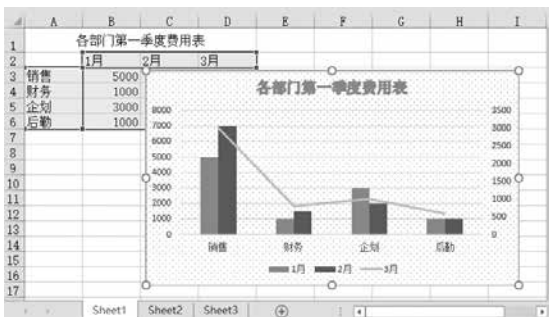 A B C D E F G H I
1 各部门第一季度费用表
2 1月 2月 3月
3 销售 5000
4 财务 1000
5 企划 3000
6 后勤 1000
7
8
9
10
11
12
13
14
15
16
17
各部门第一季度费用表
8000 3500
7000 3000
6000 2500
5000 2000
4000 1500
3000 1000
2000 500
1000 0
0
销售 财务 企划 后勤
1月 2月 3月
Sheet1 Sheet2 Sheet3